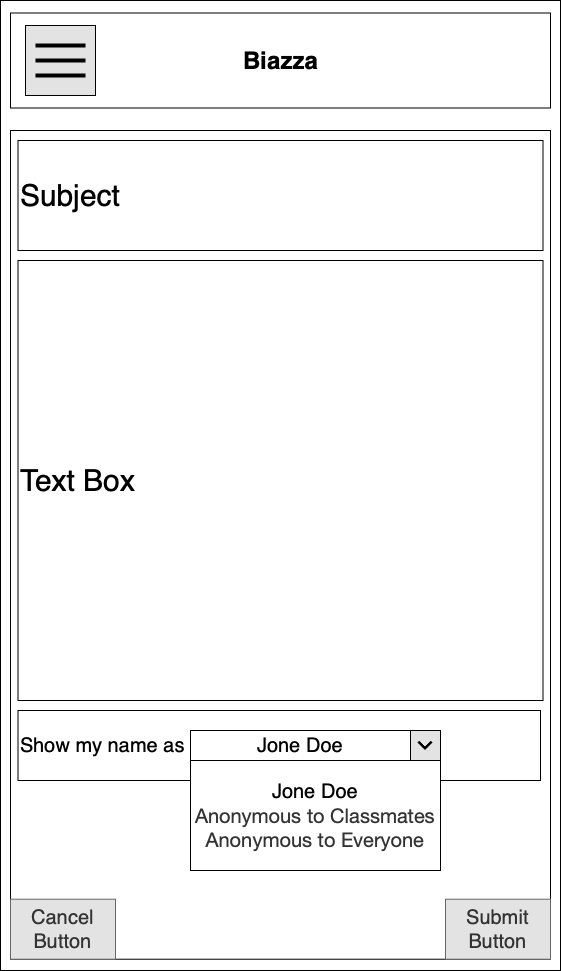 Biazza
Subject
Text Box
Show my name as Jone Doe
Jone Doe
Anonymous to Classmates
Anonymous to Everyone
Cancel
Button
Submit
Button